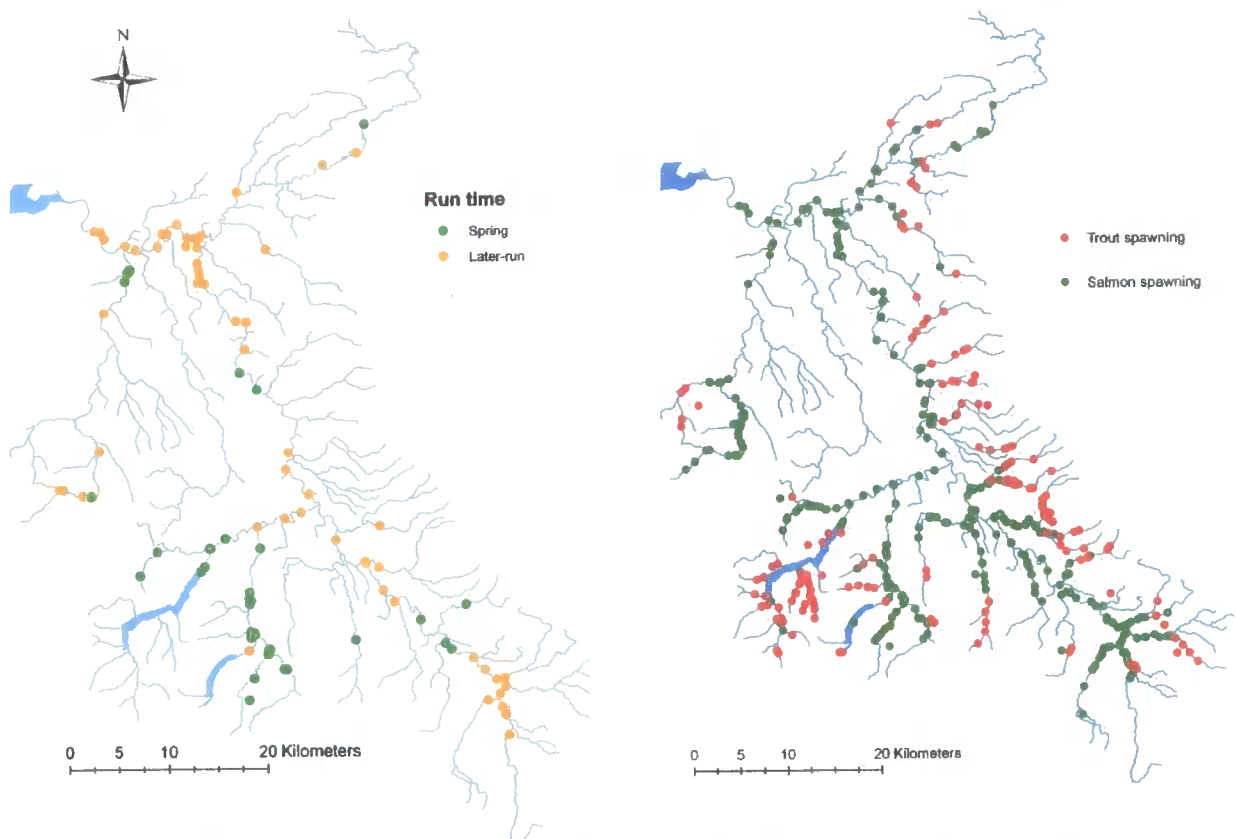 N
Run time
Spring
Later-run
0 5 10 20 Kilometers
Trout spawning
Salmon spawning
0 5 10 20 Kilometers